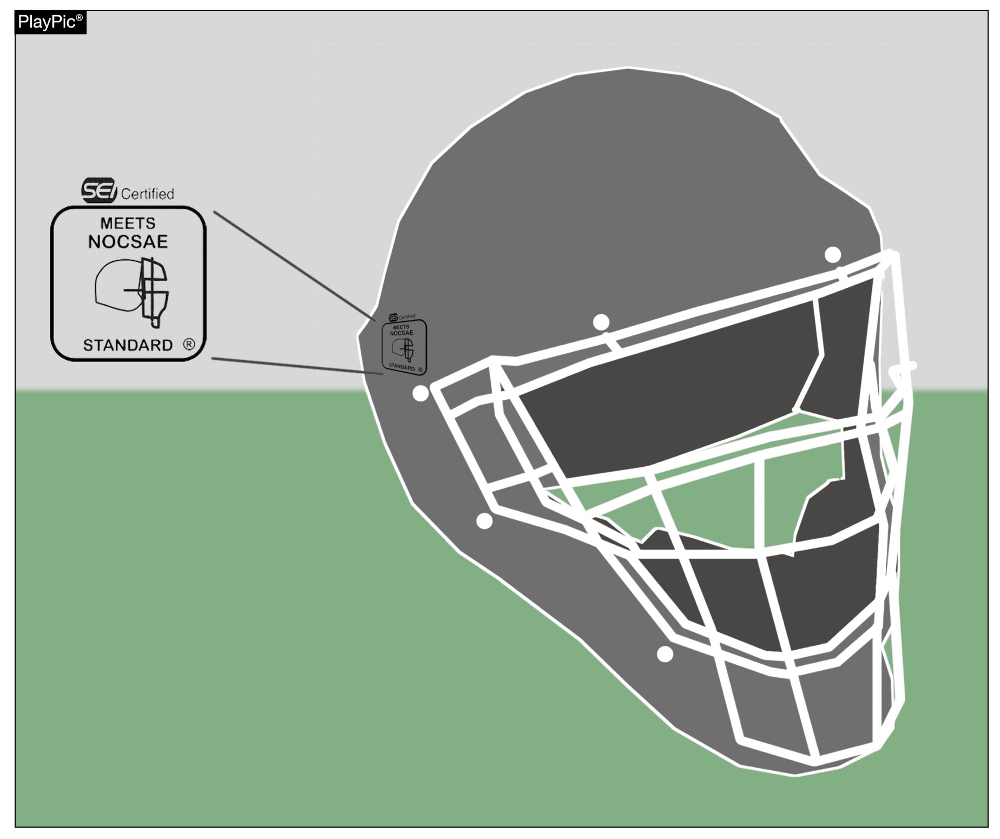 PlayPic®
SEI Certified
MEETS
NOCSAE
STANDARD ®
SEI Certified
MEETS
NOCSAE
STANDARD ®